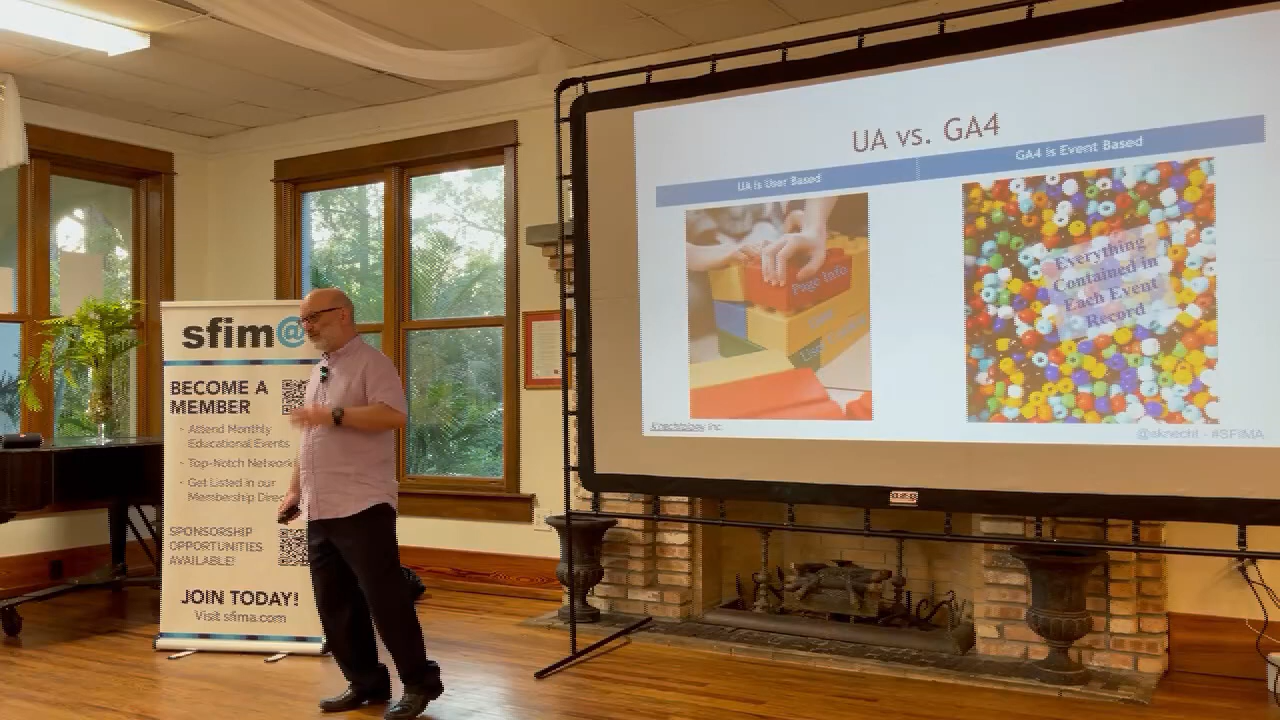 UA vs. GA4
UA is User Based
GA4 is Event Based
Page Info
Everything
Contained in
Each Event
Record
Knechtology Inc
@sknecht - #SFIMA
sfim@
BECOME A
MEMBER
- Attend Monthly
Educational Events
- Top-Notch Network
- Get Listed in our
Membership Direc
SPONSORSHIP
OPPORTUNITIES
AVAILABLE!
JOIN TODAY!
Visit sfima.com